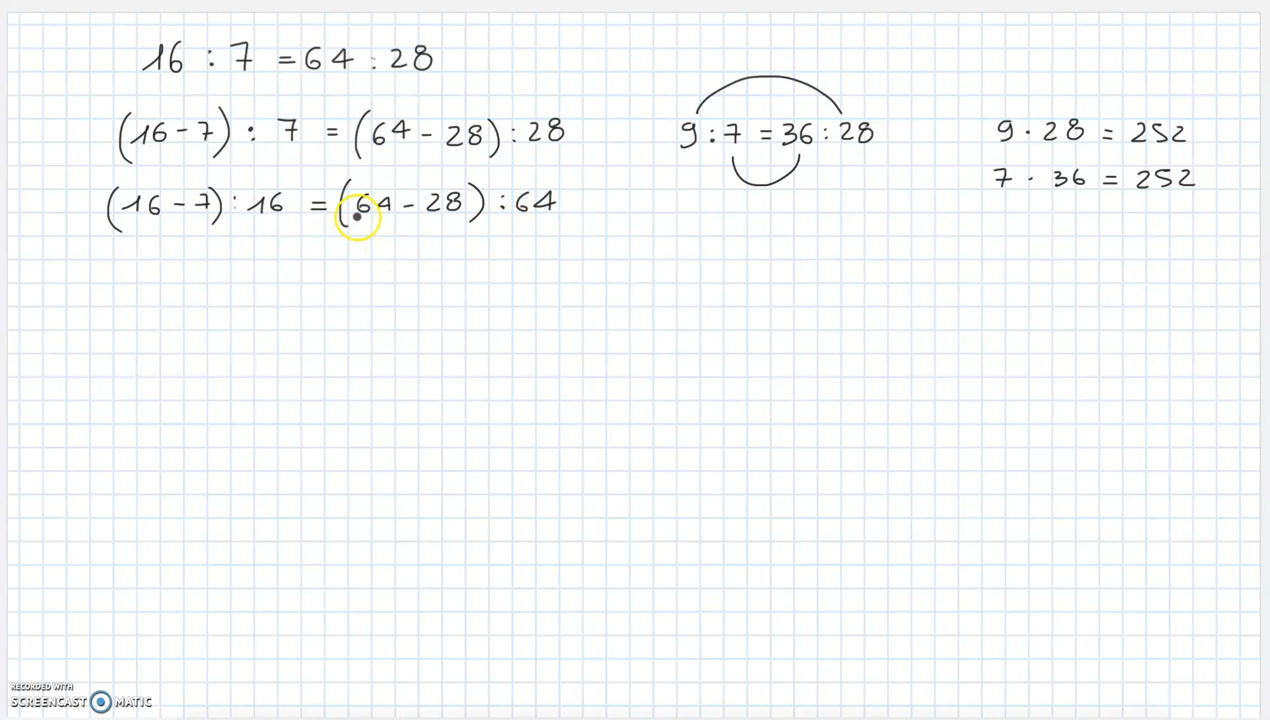 16 : 7 = 64 : 28
(16 - 7) : 7 = (64 - 28) : 28
9 : 7 = 36 : 28
9 · 28 = 252
7 · 36 = 252
(16 - 7) : 16 = (64 - 28) : 64
RECORDED WITH
SCREENCAST MATIC